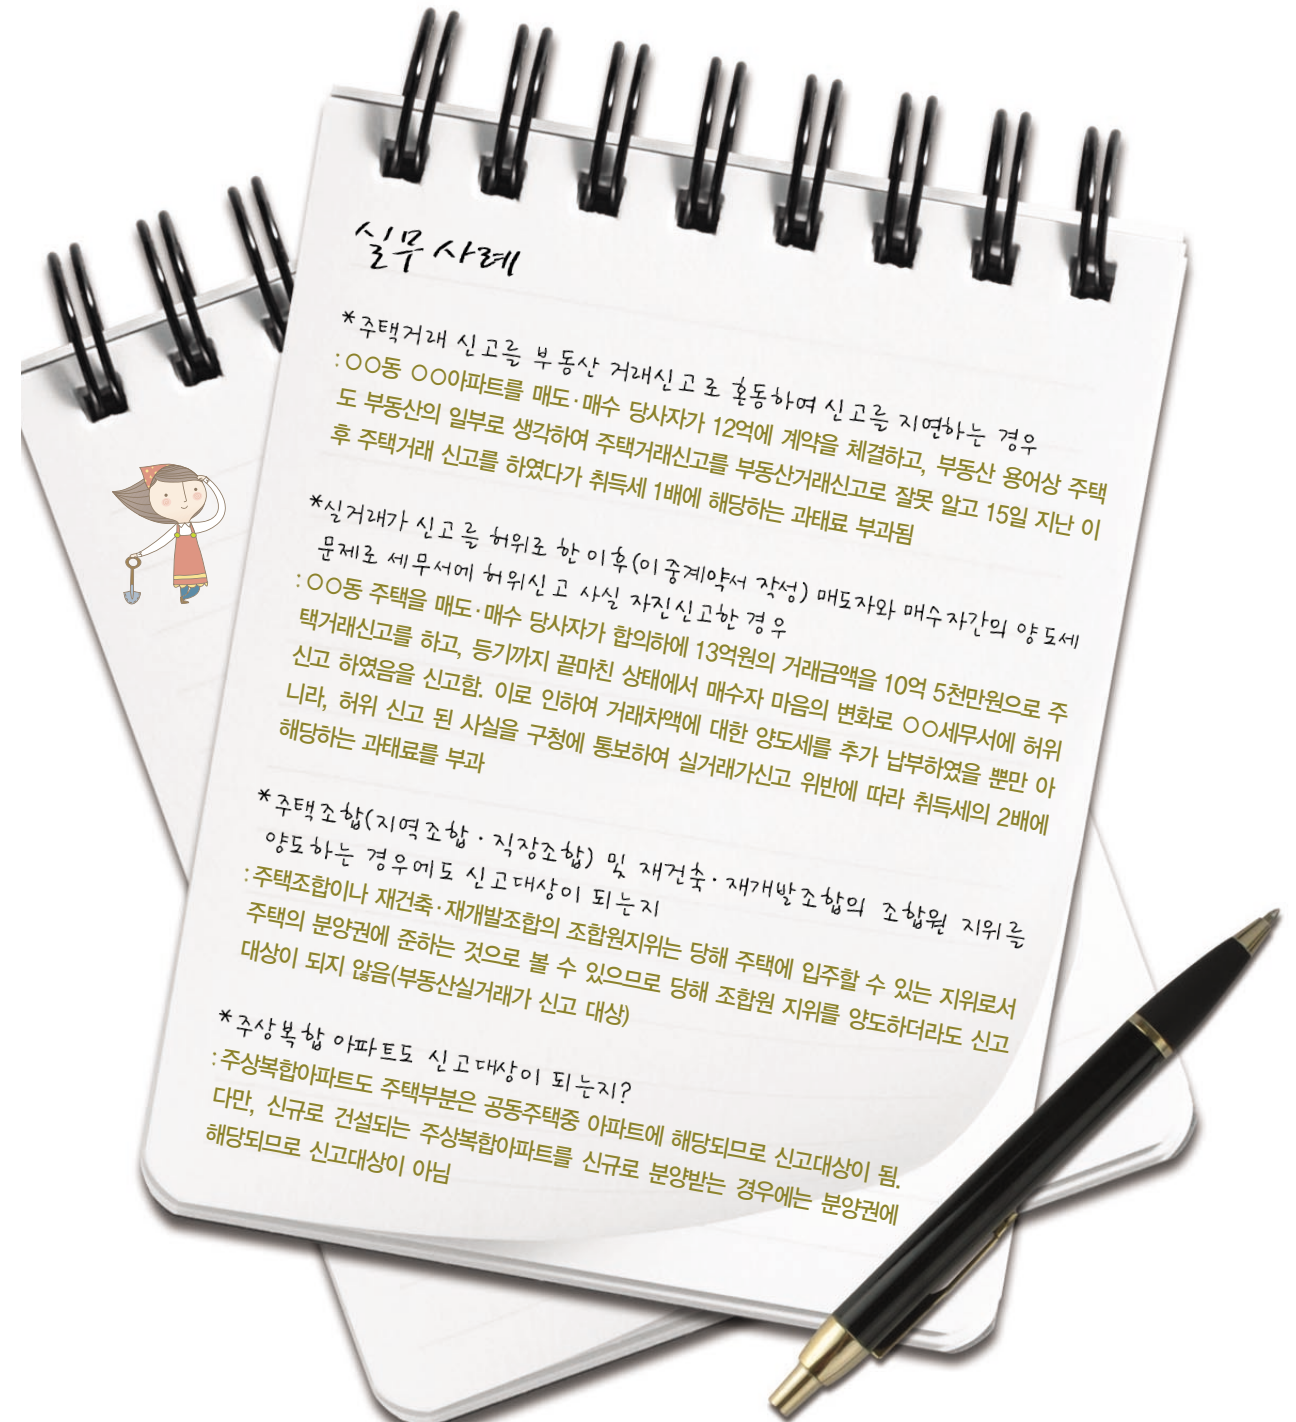 실무사례
*주택거래 신고를 부동산 거래신고로 혼동하여 신고를 지연하는 경우
: ○○동 ○○아파트를 매도·매수 당사자가 12억에 계약을 체결하고, 부동산 용어상 주택
도 부동산의 일부로 생각하여 주택거래신고를 부동산거래신고로 잘못 알고 15일 지난 이
후 주택거래 신고를 하였다가 취득세 1배에 해당하는 과태료 부과됨
*실거래가 신고를 허위로 한 이후(이중계약서 작성) 매도자와 매수자간의 양도세
문제로 세무서에 허위신고 사실 자진신고한 경우
: ○○동 주택을 매도·매수 당사자가 합의하에 13억원의 거래금액을 10억 5천만원으로 주
택거래신고를 하고, 등기까지 끝마친 상태에서 매수자 마음의 변화로 ○○세무서에 허위
신고 하였음을 신고함. 이로 인하여 거래차액에 대한 양도세를 추가 납부하였을 뿐만 아
니라, 허위 신고 된 사실을 구청에 통보하여 실거래가신고 위반에 따라 취득세의 2배에
해당하는 과태료를 부과
*주택조합(지역조합·직장조합) 및 재건축·재개발조합의 조합원 지위를
양도하는 경우에도 신고대상이 되는지
: 주택조합이나 재건축·재개발조합의 조합원지위는 당해 주택에 입주할 수 있는 지위로서
주택의 분양권에 준하는 것으로 볼 수 있으므로 당해 조합원 지위를 양도하더라도 신고
대상이 되지 않음(부동산실거래가 신고 대상)
*주상복합 아파트도 신고대상이 되는지?
: 주상복합아파트도 주택부분은 공동주택중 아파트에 해당되므로 신고대상이 됨.
다만, 신규로 건설되는 주상복합아파트를 신규로 분양받는 경우에는 분양권에
해당되므로 신고대상이 아님